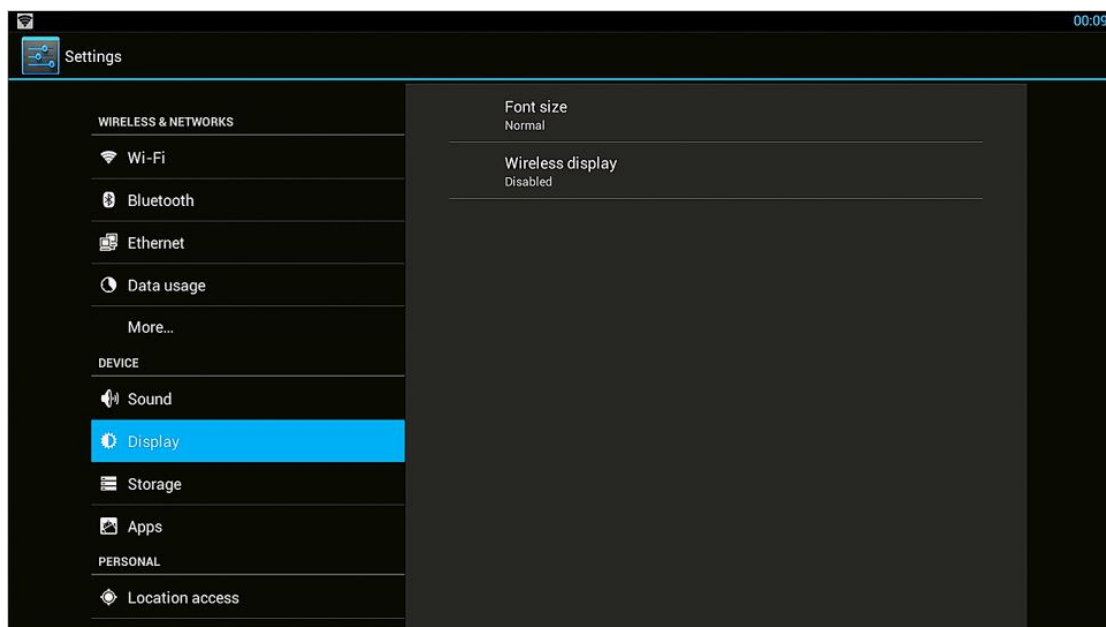 00:09
Settings
WIRELESS & NETWORKS
Wi-Fi
Bluetooth
Ethernet
Data usage
More...
DEVICE
Sound
Display
Storage
Apps
PERSONAL
Location access
Font size
Normal
Wireless display
Disabled